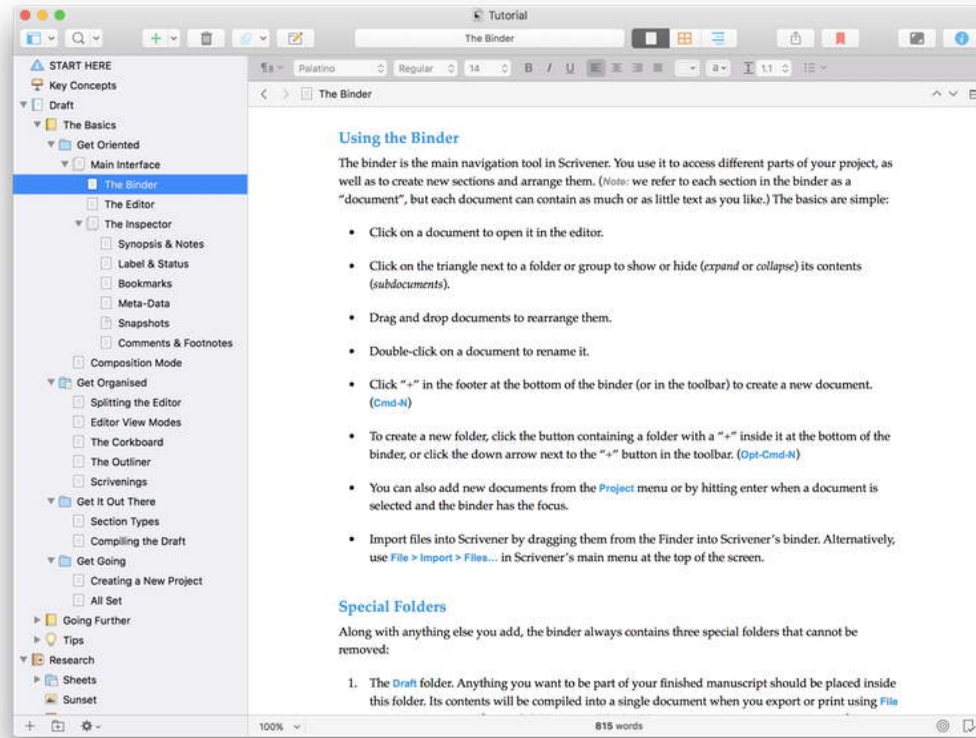 Tutorial
The Binder
START HERE
Key Concepts
Draft
The Basics
Get Oriented
Main Interface
The Binder
The Editor
The Inspector
Synopsis & Notes
Label & Status
Bookmarks
Meta-Data
Snapshots
Comments & Footnotes
Composition Mode
Get Organised
Splitting the Editor
Editor View Modes
The Corkboard
The Outliner
Scrivenings
Get It Out There
Section Types
Compiling the Draft
Get Going
Creating a New Project
All Set
Going Further
Tips
Research
Sheets
Sunset
¶a Palatino Regular 14 B I U a 1.1
The Binder
Using the Binder
The binder is the main navigation tool in Scrivener. You use it to access different parts of your project, as
well as to create new sections and arrange them. (Note: we refer to each section in the binder as a
“document”, but each document can contain as much or as little text as you like.) The basics are simple:
• Click on a document to open it in the editor.
• Click on the triangle next to a folder or group to show or hide (expand or collapse) its contents
(subdocuments).
• Drag and drop documents to rearrange them.
• Double-click on a document to rename it.
• Click “+” in the footer at the bottom of the binder (or in the toolbar) to create a new document.
(Cmd-N)
• To create a new folder, click the button containing a folder with a “+” inside it at the bottom of the
binder, or click the down arrow next to the “+” button in the toolbar. (Opt-Cmd-N)
• You can also add new documents from the Project menu or by hitting enter when a document is
selected and the binder has the focus.
• Import files into Scrivener by dragging them from the Finder into Scrivener’s binder. Alternatively,
use File > Import > Files... in Scrivener’s main menu at the top of the screen.
Special Folders
Along with anything else you add, the binder always contains three special folders that cannot be
removed:
1. The Draft folder. Anything you want to be part of your finished manuscript should be placed inside
this folder. Its contents will be compiled into a single document when you export or print using File
100%
815 words